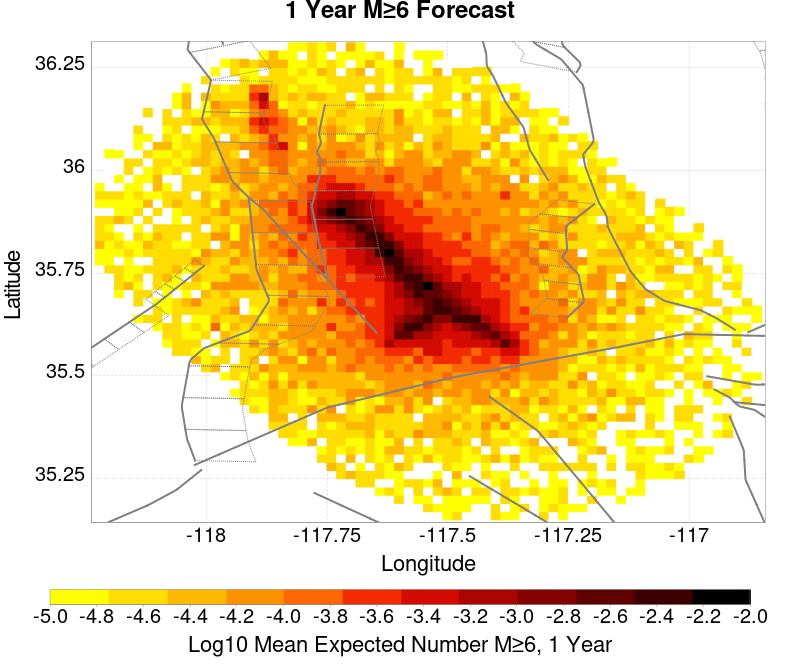 1 Year M≥6 Forecast
36.25
36
35.75
35.5
35.25
Latitude
-118 -117.75 -117.5 -117.25 -117
Longitude
-5.0 -4.8 -4.6 -4.4 -4.2 -4.0 -3.8 -3.6 -3.4 -3.2 -3.0 -2.8 -2.6 -2.4 -2.2 -2.0
Log10 Mean Expected Number M≥6, 1 Year